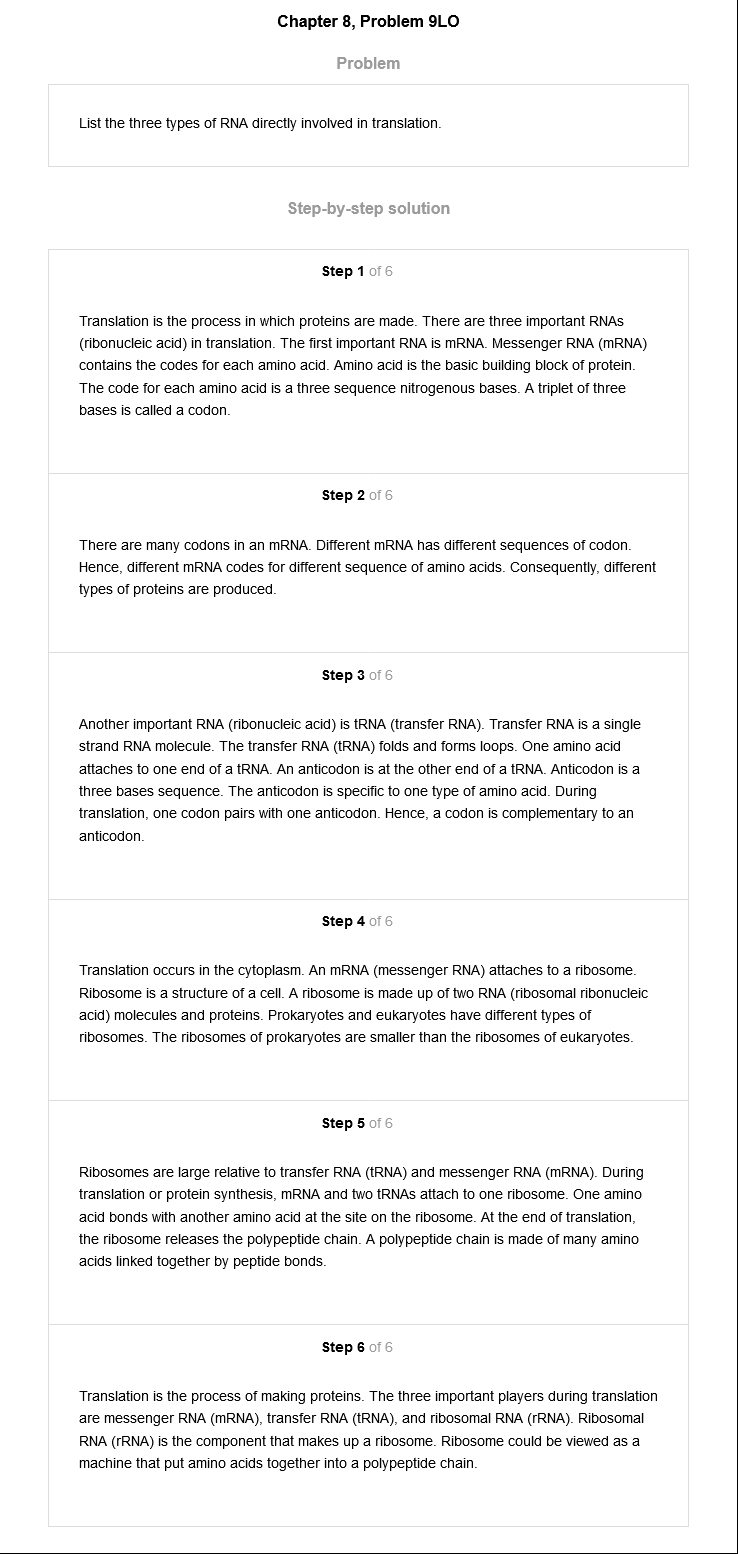 Chapter 8, Problem 9LO
Problem
List the three types of RNA directly involved in translation.
Step-by-step solution
Step 1 of 6
Translation is the process in which proteins are made. There are three important RNAs
(ribonucleic acid) in translation. The first important RNA is mRNA. Messenger RNA (mRNA)
contains the codes for each amino acid. Amino acid is the basic building block of protein.
The code for each amino acid is a three sequence nitrogenous bases. A triplet of three
bases is called a codon.
Step 2 of 6
There are many codons in an mRNA. Different mRNA has different sequences of codon.
Hence, different mRNA codes for different sequence of amino acids. Consequently, different
types of proteins are produced.
Step 3 of 6
Another important RNA (ribonucleic acid) is tRNA (transfer RNA). Transfer RNA is a single
strand RNA molecule. The transfer RNA (tRNA) folds and forms loops. One amino acid
attaches to one end of a tRNA. An anticodon is at the other end of a tRNA. Anticodon is a
three bases sequence. The anticodon is specific to one type of amino acid. During
translation, one codon pairs with one anticodon. Hence, a codon is complementary to an
anticodon.
Step 4 of 6
Translation occurs in the cytoplasm. An mRNA (messenger RNA) attaches to a ribosome.
Ribosome is a structure of a cell. A ribosome is made up of two RNA (ribosomal ribonucleic
acid) molecules and proteins. Prokaryotes and eukaryotes have different types of
ribosomes. The ribosomes of prokaryotes are smaller than the ribosomes of eukaryotes.
Step 5 of 6
Ribosomes are large relative to transfer RNA (tRNA) and messenger RNA (mRNA). During
translation or protein synthesis, mRNA and two tRNAs attach to one ribosome. One amino
acid bonds with another amino acid at the site on the ribosome. At the end of translation,
the ribosome releases the polypeptide chain. A polypeptide chain is made of many amino
acids linked together by peptide bonds.
Step 6 of 6
Translation is the process of making proteins. The three important players during translation
are messenger RNA (mRNA), transfer RNA (tRNA), and ribosomal RNA (rRNA). Ribosomal
RNA (rRNA) is the component that makes up a ribosome. Ribosome could be viewed as a
machine that put amino acids together into a polypeptide chain.